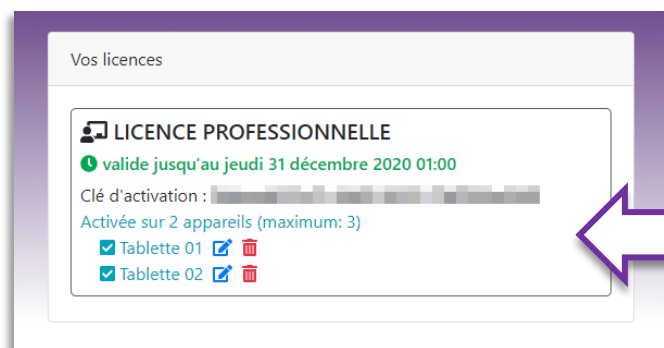 Vos licences
LICENCE PROFESSIONNELLE
valide jusqu'au jeudi 31 décembre 2020 01:00
Clé d'activation :
Activée sur 2 appareils (maximum: 3)
Tablette 01
Tablette 02